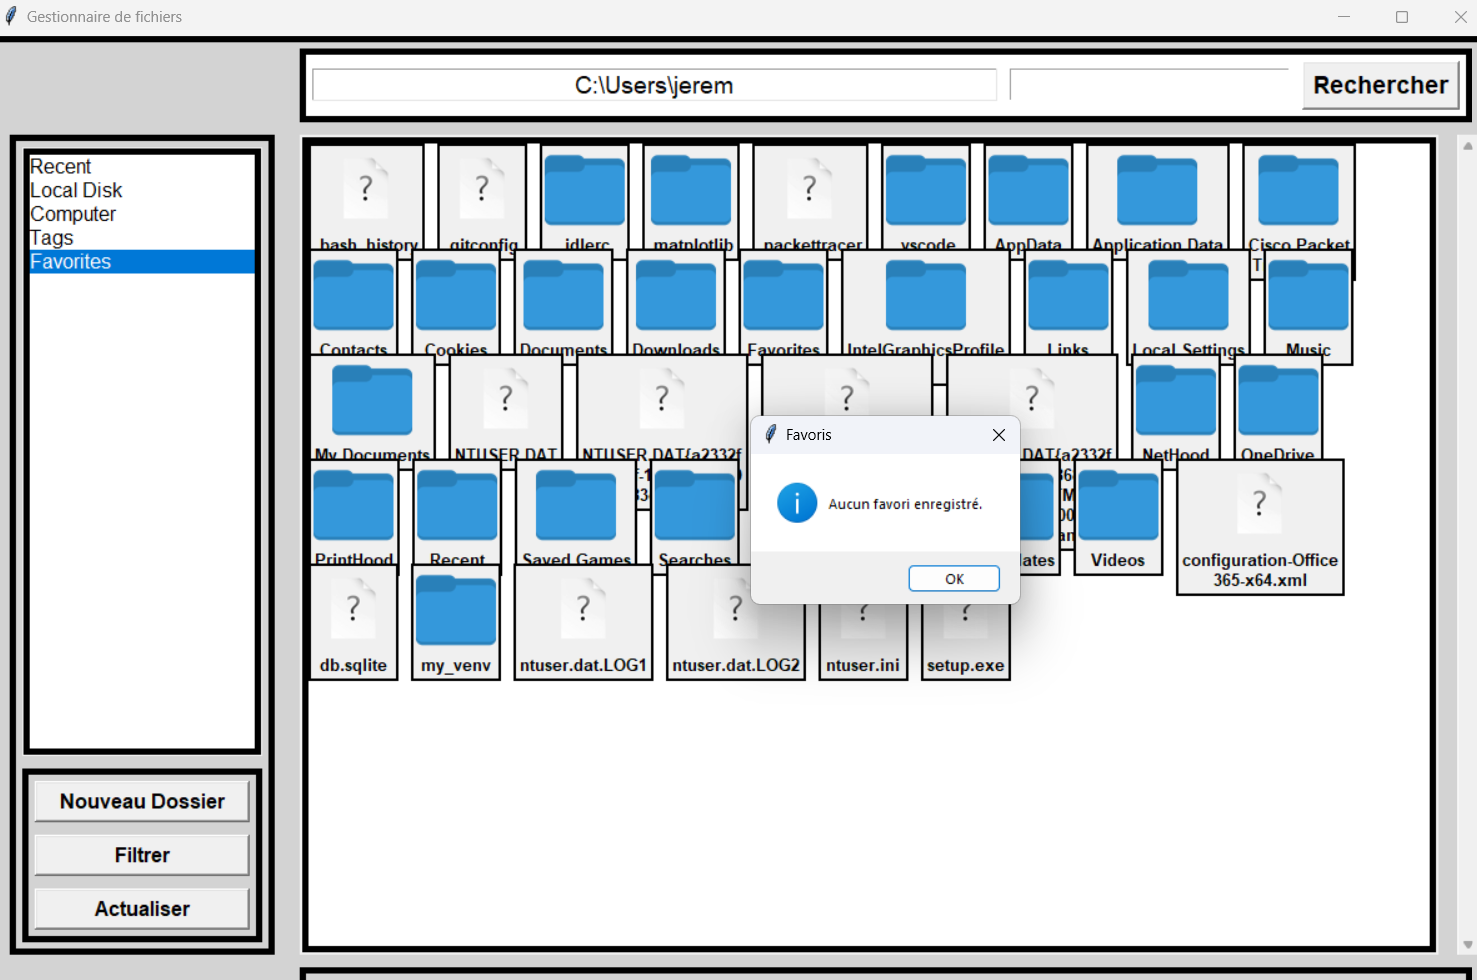 Gestionnaire de fichiers
C:\Users\jerem
Rechercher
Recent
Local Disk
Computer
Tags
Favorites
bash_history
gitconfig
idlerc
matplotlib
packettracer
vscode
AppData
Application Data
Cisco Packet
T
Contacts
Cookies
Documents
Downloads
Favorites
IntelGraphicsProfile
Links
Local Settings
Music
My Documents
NTUSER.DAT
NTUSER.DAT{a2332f
DAT{a2332f
NetHood
OneDrive
Favoris
Aucun favori enregistré.
OK
PrintHood
Recent
Saved Games
Searches
lates
Videos
configuration-Office
365-x64.xml
db.sqlite
my_venv
ntuser.dat.LOG1
ntuser.dat.LOG2
ntuser.ini
setup.exe
Nouveau Dossier
Filtrer
Actualiser